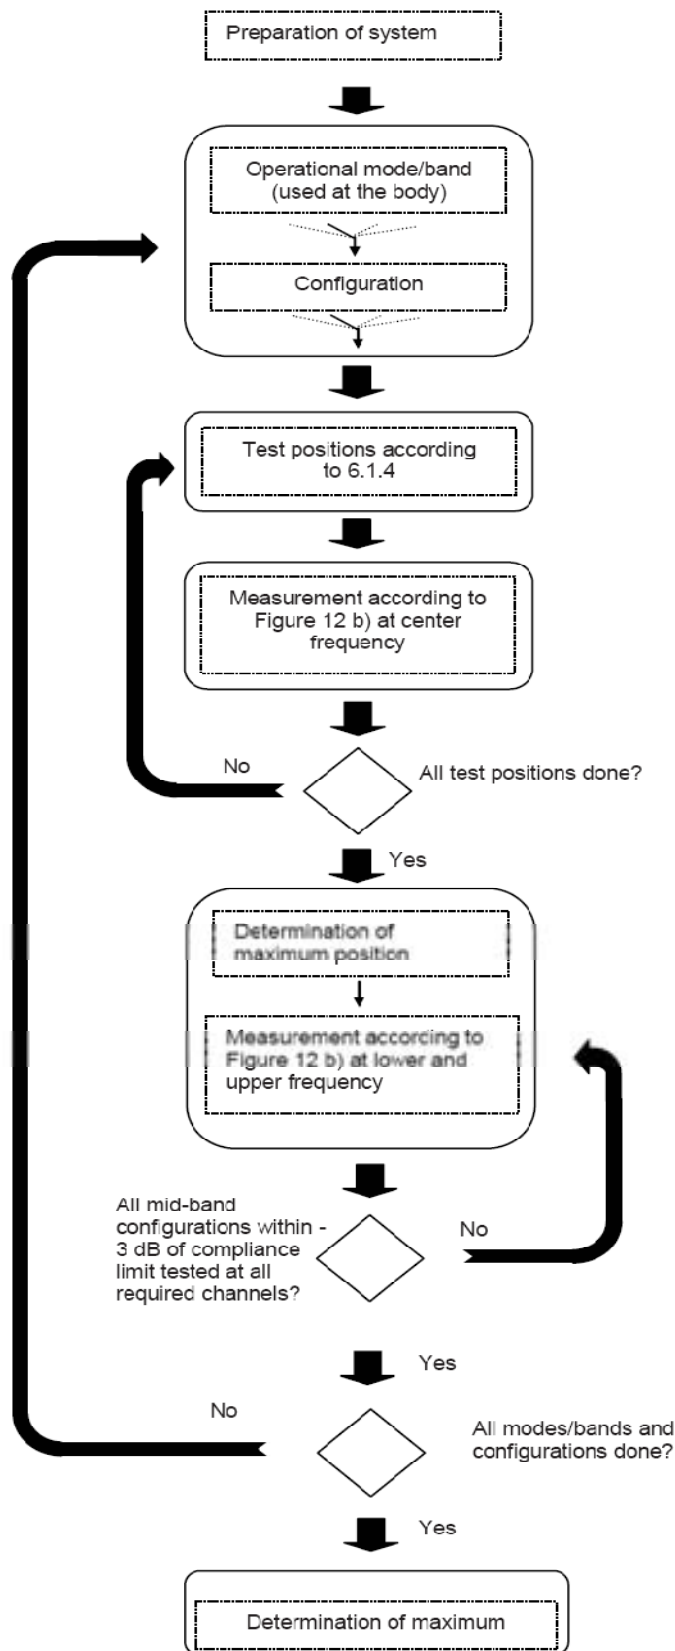 Preparation of system
Operational mode/band
(used at the body)
Configuration
Test positions according
to 6.1.4
Measurement according to
Figure 12 b) at center
frequency
No
All test positions done?
Yes
Determination of
maximum position
Measurement according to
Figure 12 b) at lower and
upper frequency
All mid-band
configurations within -
3 dB of compliance
limit tested at all
required channels?
No
Yes
No
All modes/bands and
configurations done?
Yes
Determination of maximum